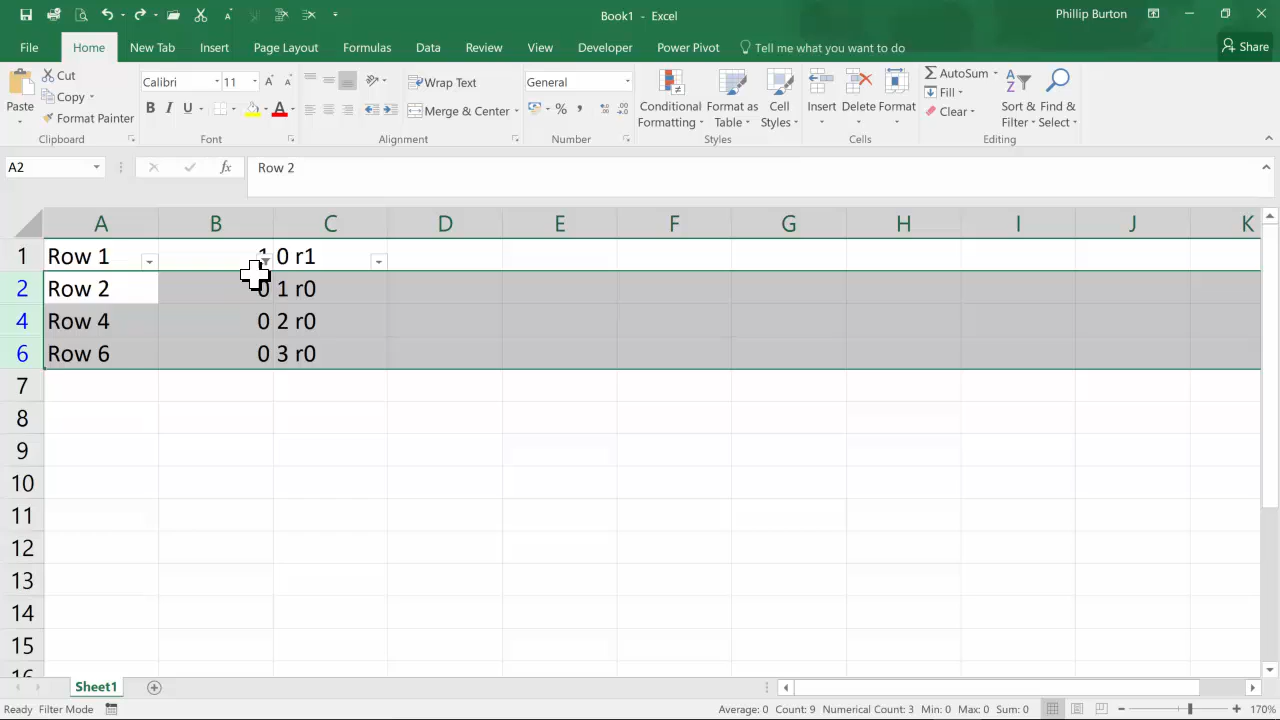 Book1 - Excel
Phillip Burton
File Home New Tab Insert Page Layout Formulas Data Review View Developer Power Pivot Tell me what you want to do Share
Paste
Cut
Copy
Format Painter
Clipboard
Calibri 11
B I U
Font
Wrap Text
Merge & Center
Alignment
General
%
Number
Conditional Formatting
Format as Table
Cell Styles
Styles
Insert Delete Format
Cells
AutoSum
Fill
Clear
Sort & Filter
Find & Select
Editing
A2 fx Row 2
A B C D E F G H I J K
1 Row 1 1 0 r1
2 Row 2 0 1 r0
4 Row 4 0 2 r0
6 Row 6 0 3 r0
7
8
9
10
11
12
13
14
15
16
Sheet1
Ready Filter Mode Average: 0 Count: 9 Numerical Count: 3 Min: 0 Max: 0 Sum: 0 170%